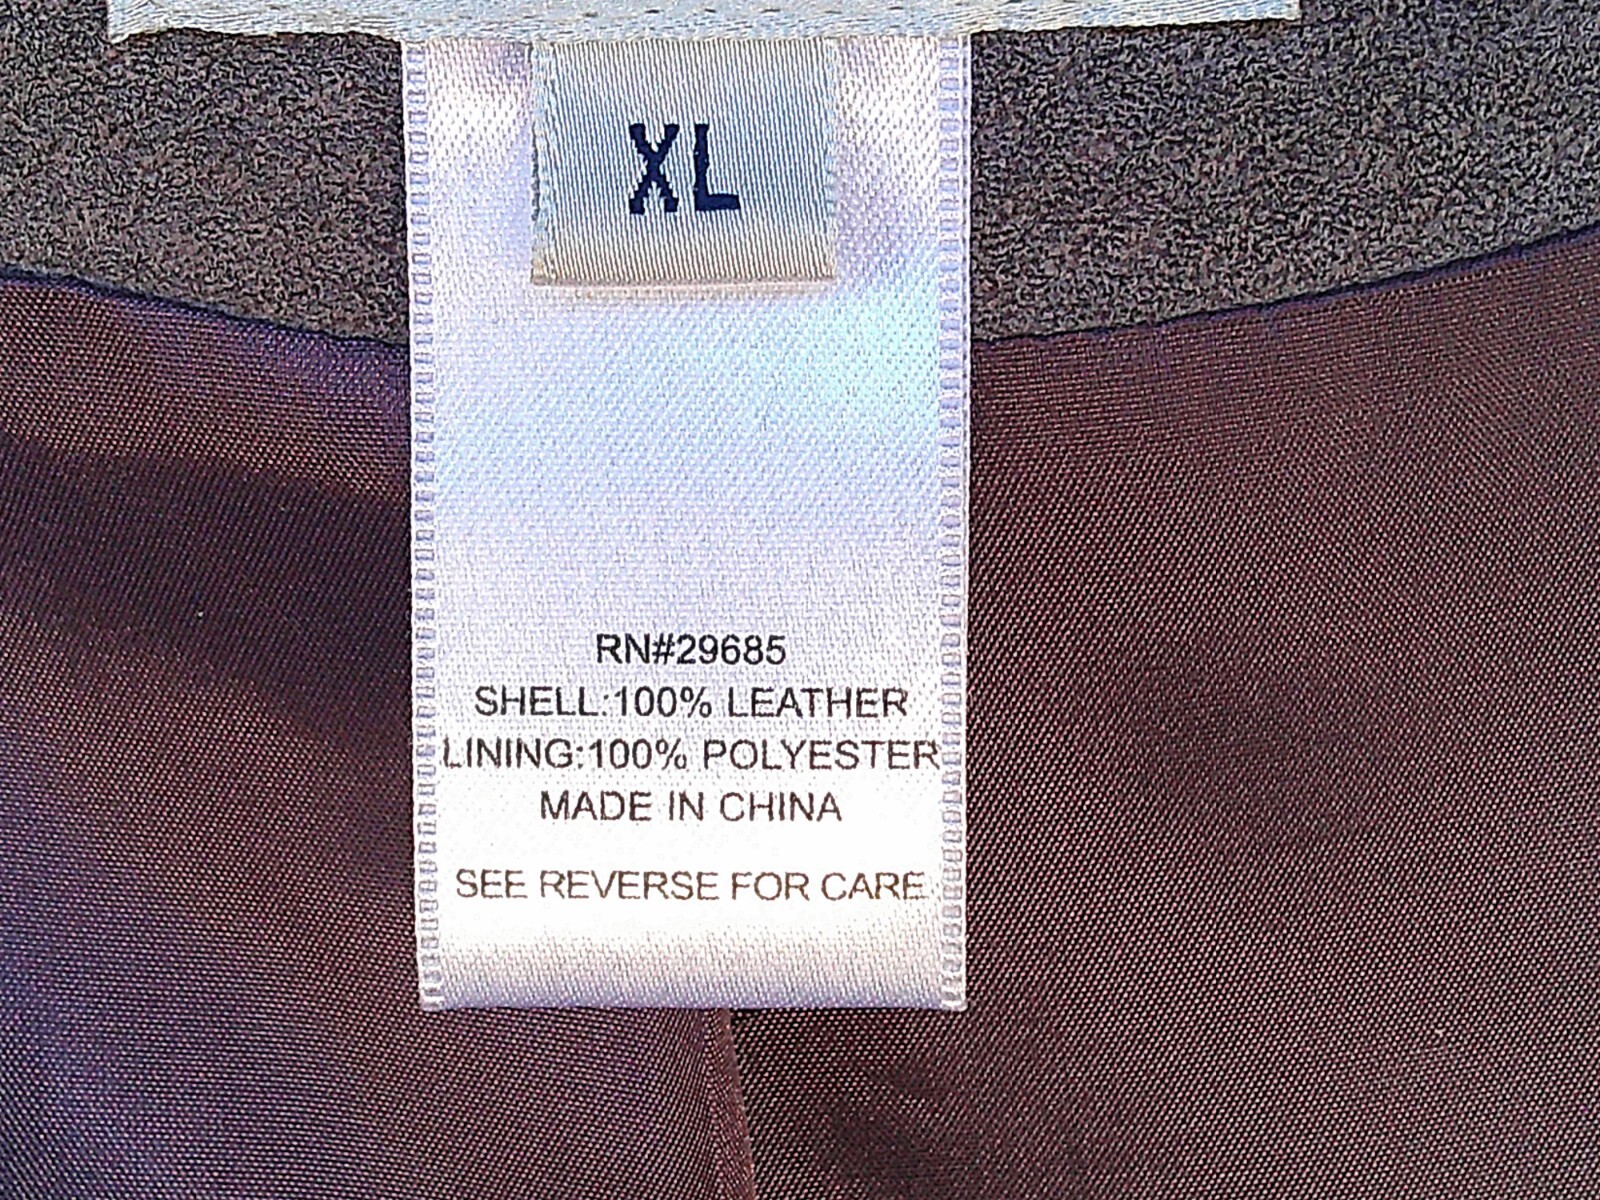 XL
RN#29685
SHELL:100% LEATHER
LINING:100% POLYESTER
MADE IN CHINA
SEE REVERSE FOR CARE